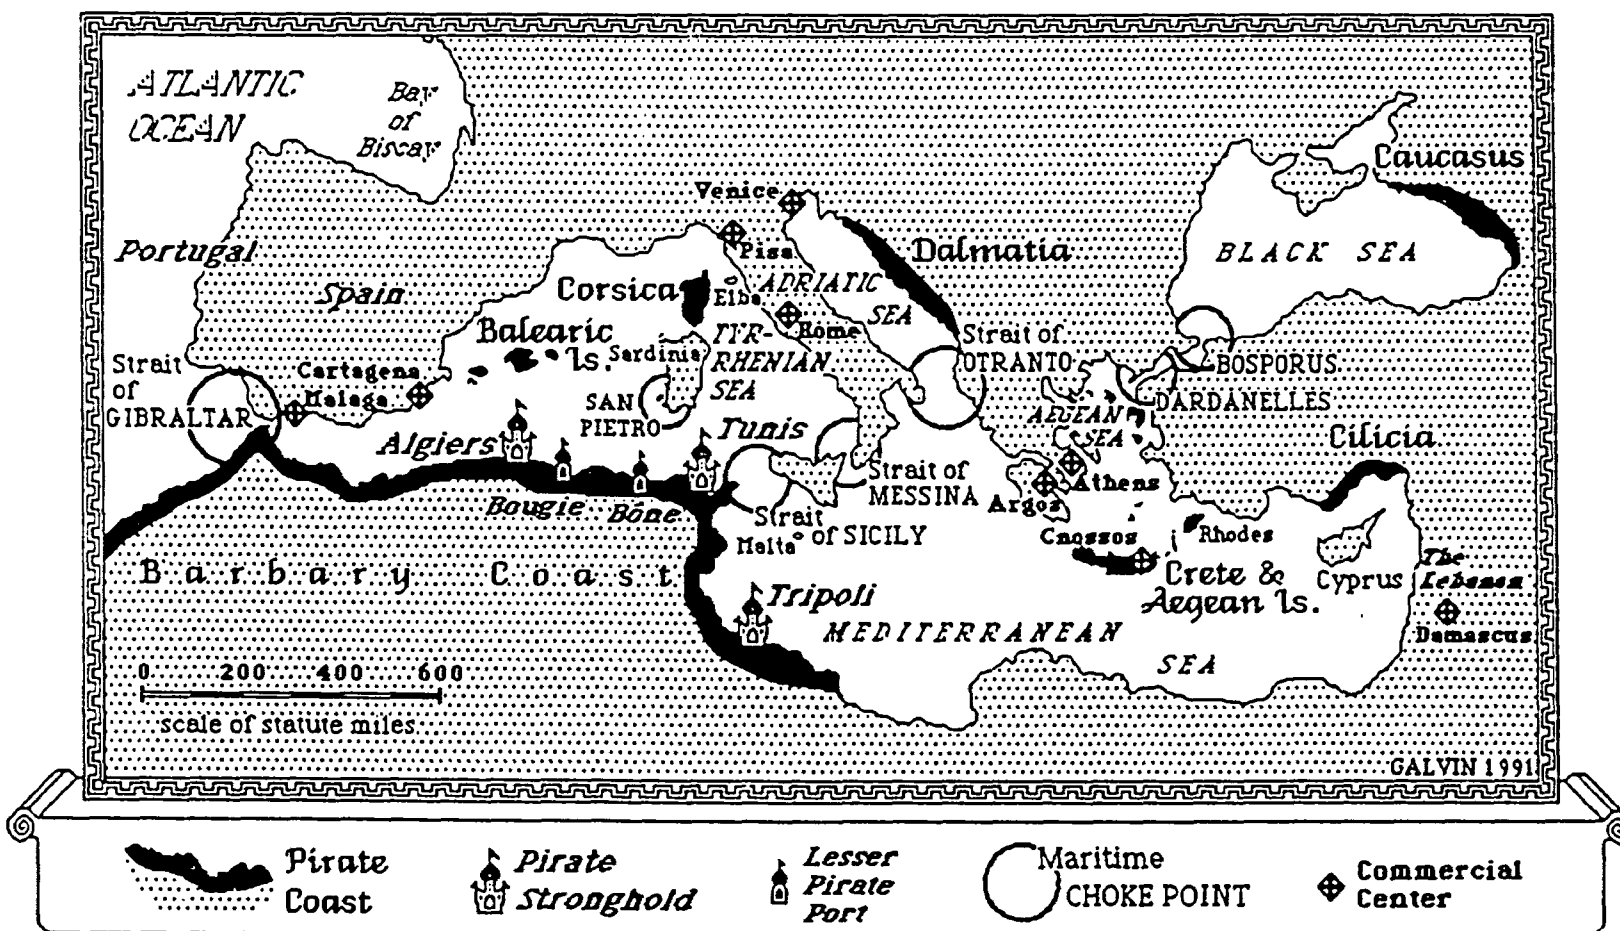 ATLANTIC
OCEAN
Bay
of
Biscay
Caucasus
Venice
Portugal
Pisa
Dalmatia
BLACK SEA
Spain
Corsica
Elba
ADRIATIC
SEA
Balearic
Is.
Sardinia
Rome
TYR-
RHENIAN
SEA
Strait of
OTRANTO
BOSPORUS
Strait
of
GIBRALTAR
Cartagena
Malaga
SAN
PIETRO
DARDANELLES
AEGEAN
SEA
Algiers
Tunis
Cilicia
Strait of
MESSINA
Argos
Athens
Bougie
Bône
Strait
of SICILY
Malta
Cnossos
Rhodes
Barbary Coast
Crete &
Aegean Is.
Cyprus
The
Lebanon
Tripoli
Damascus
MEDITERRANEAN
SEA
0 200 400 600
scale of statute miles
GALVIN 1991
Pirate
Coast
Pirate
Stronghold
Lesser
Pirate
Port
Maritime
CHOKE POINT
Commercial
Center